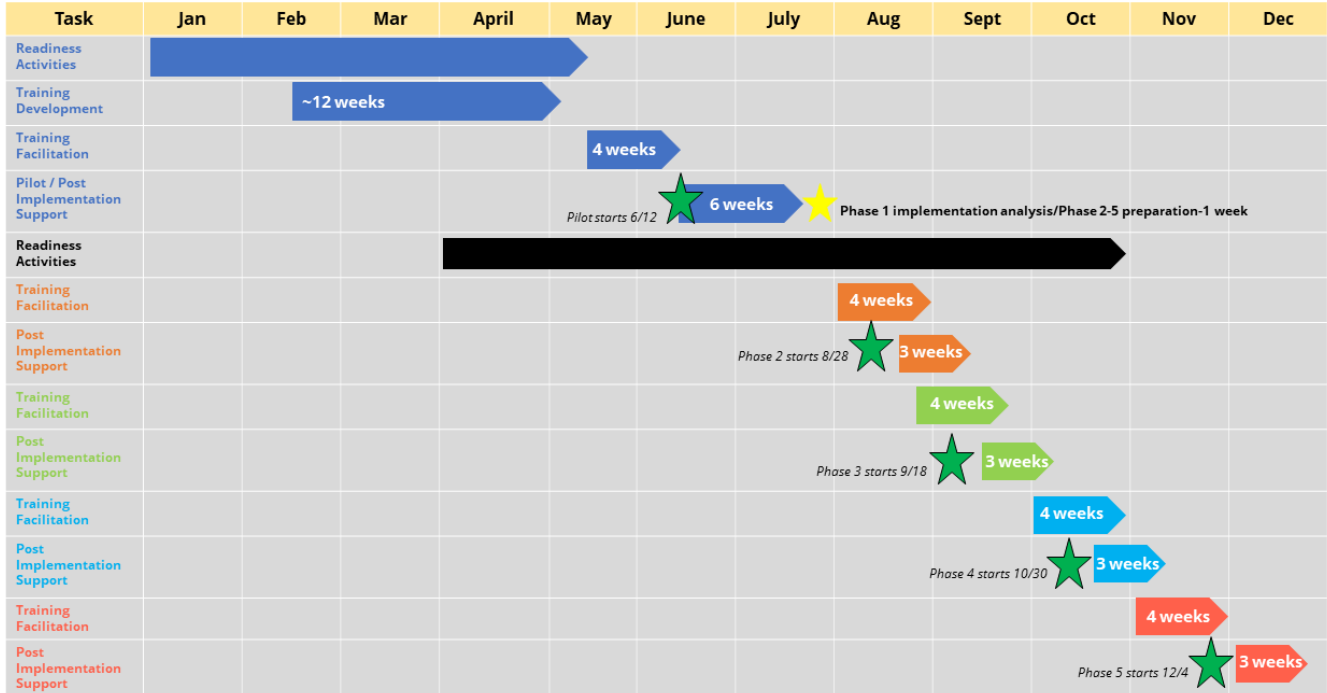 Task Jan Feb Mar April May June July Aug Sept Oct Nov Dec
Readiness
Activities
Training
Development
~12 weeks
Training
Facilitation
4 weeks
Pilot / Post
Implementation
Support
Pilot starts 6/12
6 weeks
Phase 1 implementation analysis/Phase 2-5 preparation-1 week
Readiness
Activities
Training
Facilitation
4 weeks
Post
Implementation
Support
Phase 2 starts 8/28
3 weeks
Training
Facilitation
4 weeks
Post
Implementation
Support
Phase 3 starts 9/18
3 weeks
Training
Facilitation
4 weeks
Post
Implementation
Support
Phase 4 starts 10/30
3 weeks
Training
Facilitation
4 weeks
Post
Implementation
Support
Phase 5 starts 12/4
3 weeks